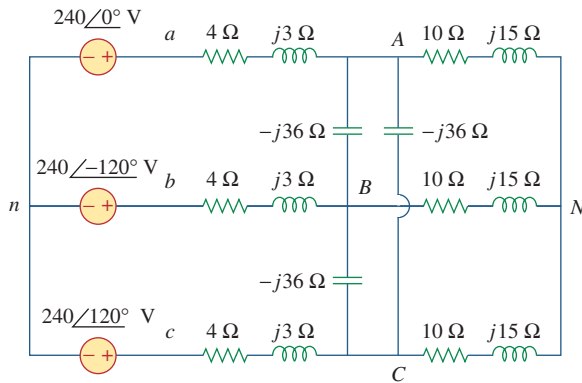 240/0° V
a
4 Ω
j3 Ω
A
10 Ω
j15 Ω
− +
−j36 Ω
−j36 Ω
240/−120° V
b
4 Ω
j3 Ω
B
10 Ω
j15 Ω
n
− +
N
−j36 Ω
240/120° V
c
4 Ω
j3 Ω
10 Ω
j15 Ω
− +
C